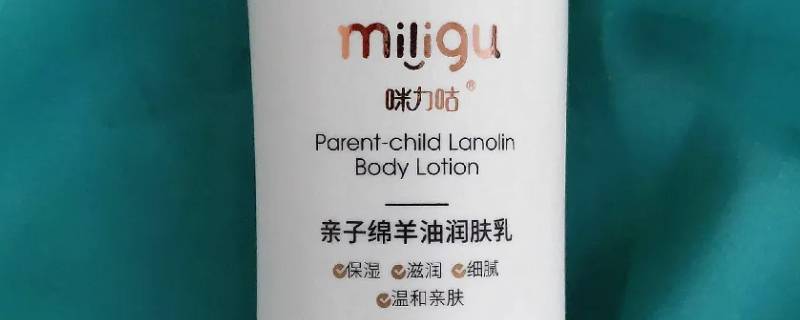 miligu
咪力咕®
Parent-child Lanolin
Body Lotion
亲子绵羊油润肤乳
保湿 滋润 细腻
温和亲肤